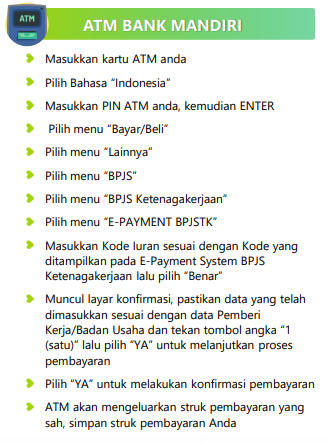 ATM
ATM BANK MANDIRI
Masukkan kartu ATM anda
Pilih Bahasa “Indonesia”
Masukkan PIN ATM anda, kemudian ENTER
Pilih menu “Bayar/Beli”
Pilih menu “Lainnya”
Pilih menu “BPJS”
Pilih menu “BPJS Ketenagakerjaan”
Pilih menu “E-PAYMENT BPJSTK”
Masukkan Kode Iuran sesuai dengan Kode yang
ditampilkan pada E-Payment System BPJS
Ketenagakerjaan lalu pilih “Benar”
Muncul layar konfirmasi, pastikan data yang telah
dimasukkan sesuai dengan data Pemberi
Kerja/Badan Usaha dan tekan tombol angka “1
(satu)” lalu pilih “YA” untuk melanjutkan proses
pembayaran
Pilih “YA” untuk melakukan konfirmasi pembayaran
ATM akan mengeluarkan struk pembayaran yang
sah, simpan struk pembayaran Anda